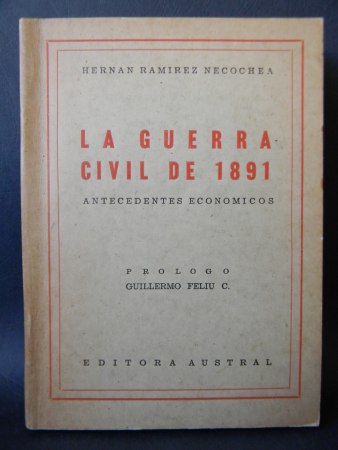 HERNAN RAMIREZ NECOCHEA
LA GUERRA
CIVIL DE 1891
ANTECEDENTES ECONOMICOS
PROLOGO
GUILLERMO FELIU C.
EDITORA AUSTRAL